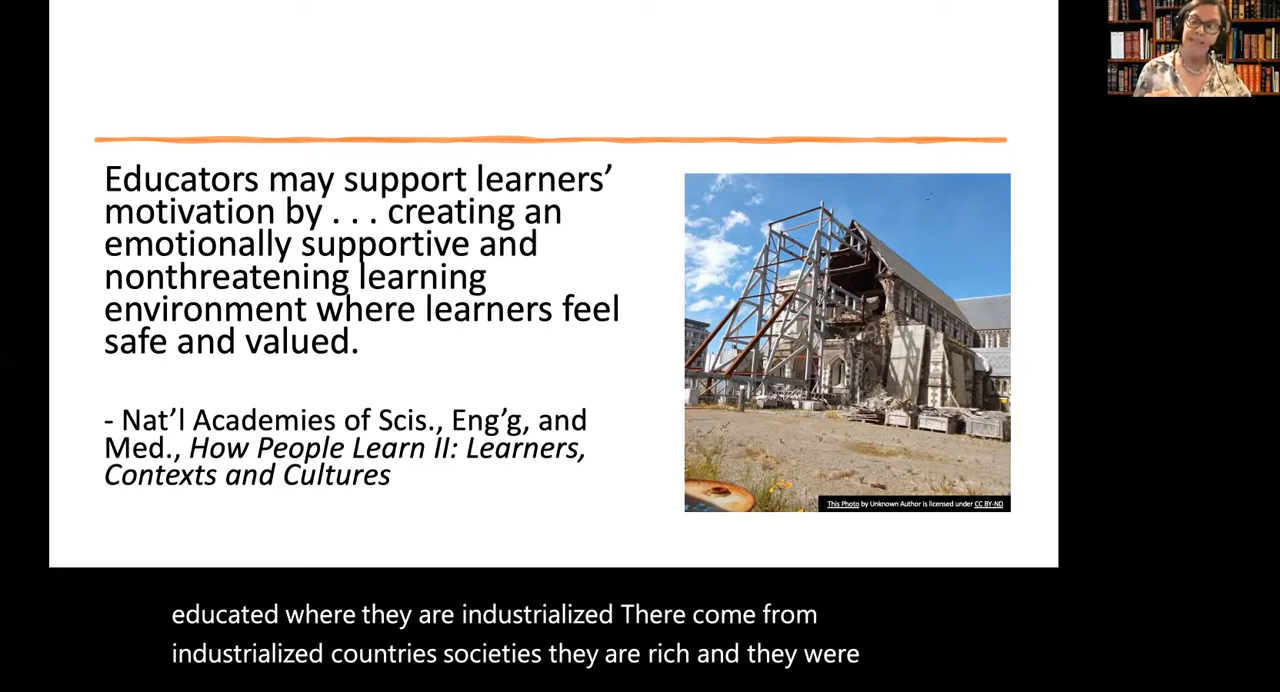 Educators may support learners’
motivation by . . . creating an
emotionally supportive and
nonthreatening learning
environment where learners feel
safe and valued.
- Nat’l Academies of Scis., Eng’g, and
Med., How People Learn II: Learners,
Contexts and Cultures
This Photo by Unknown Author is licensed under CC BY-ND
educated where they are industrialized There come from
industrialized countries societies they are rich and they were